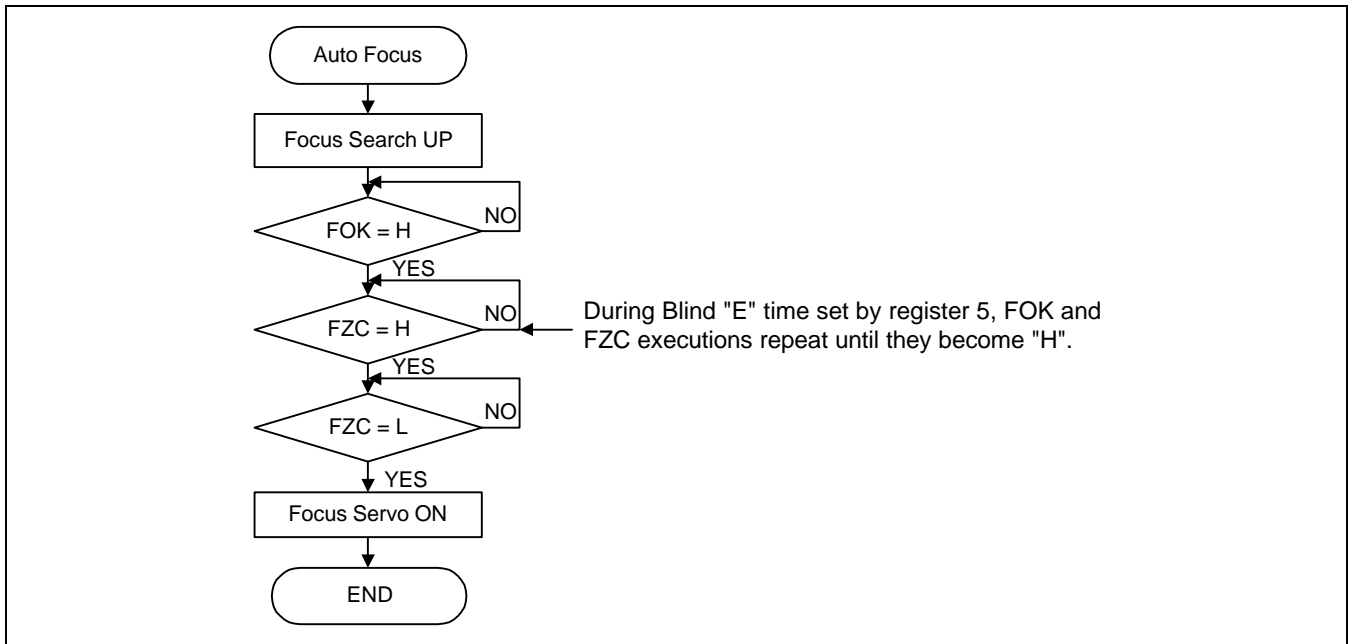 Auto Focus
Focus Search UP
FOK = H
NO
YES
FZC = H
NO
During Blind "E" time set by register 5, FOK and
FZC executions repeat until they become "H".
YES
FZC = L
NO
YES
Focus Servo ON
END